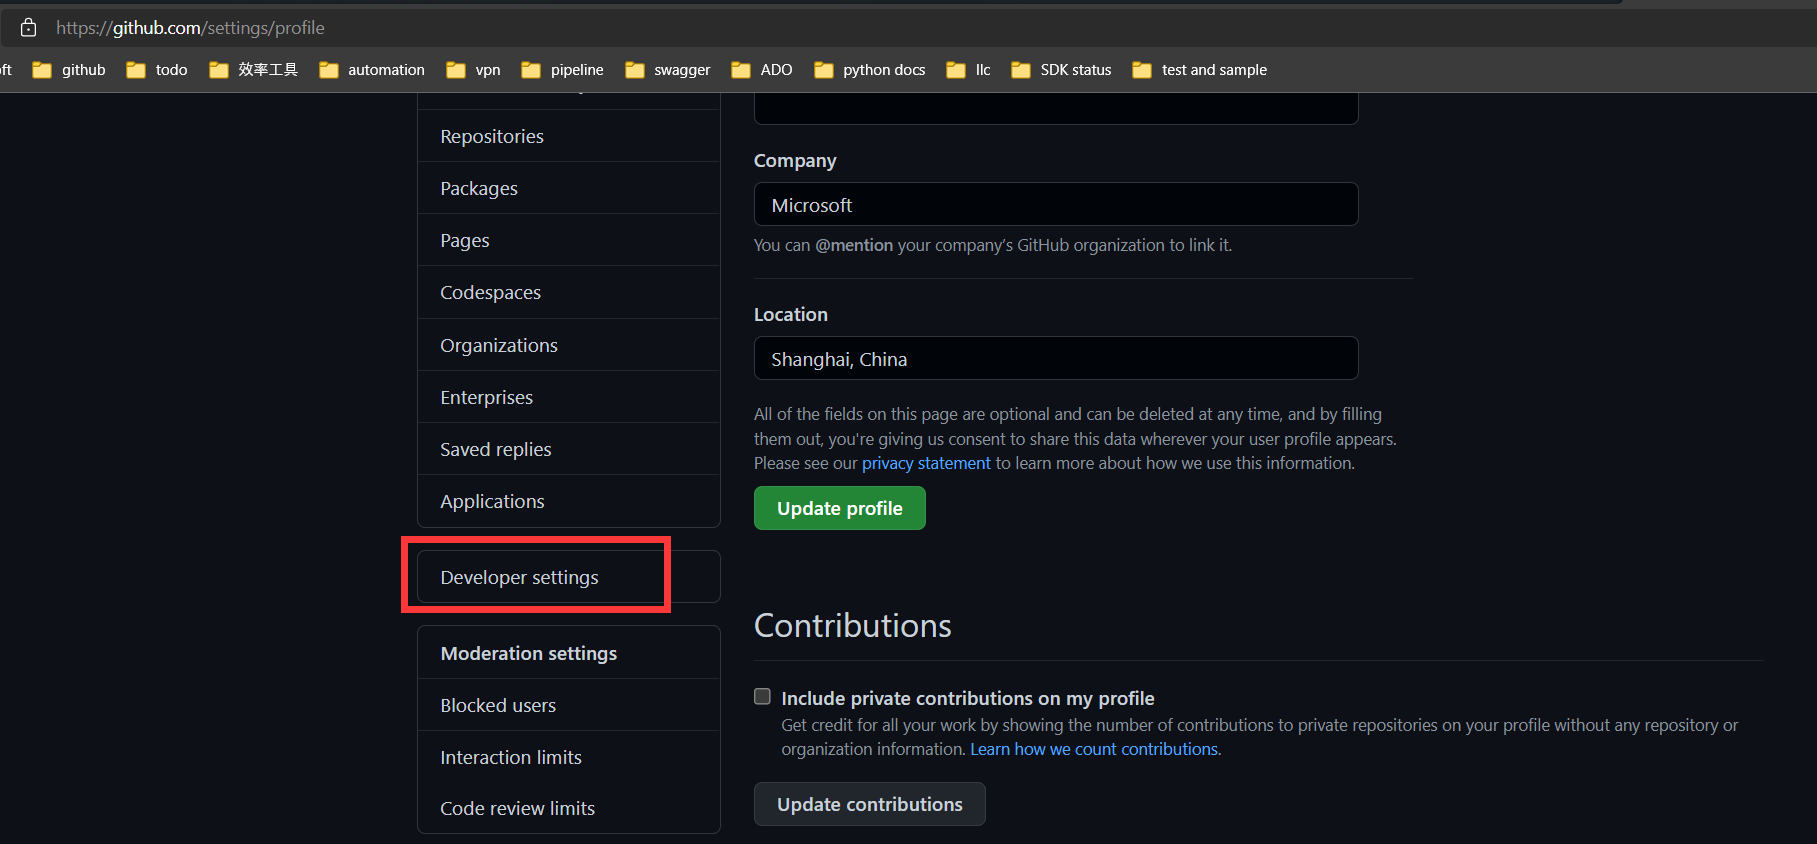 https://github.com/settings/profile
ft github todo 效率工具 automation vpn pipeline swagger ADO python docs llc SDK status test and sample
Repositories
Packages
Pages
Codespaces
Organizations
Enterprises
Saved replies
Applications
Developer settings
Moderation settings
Blocked users
Interaction limits
Code review limits
Company
Microsoft
You can @mention your company's GitHub organization to link it.
Location
Shanghai, China
All of the fields on this page are optional and can be deleted at any time, and by filling
them out, you're giving us consent to share this data wherever your user profile appears.
Please see our privacy statement to learn more about how we use this information.
Update profile
Contributions
Include private contributions on my profile
Get credit for all your work by showing the number of contributions to private repositories on your profile without any repository or
organization information. Learn how we count contributions.
Update contributions